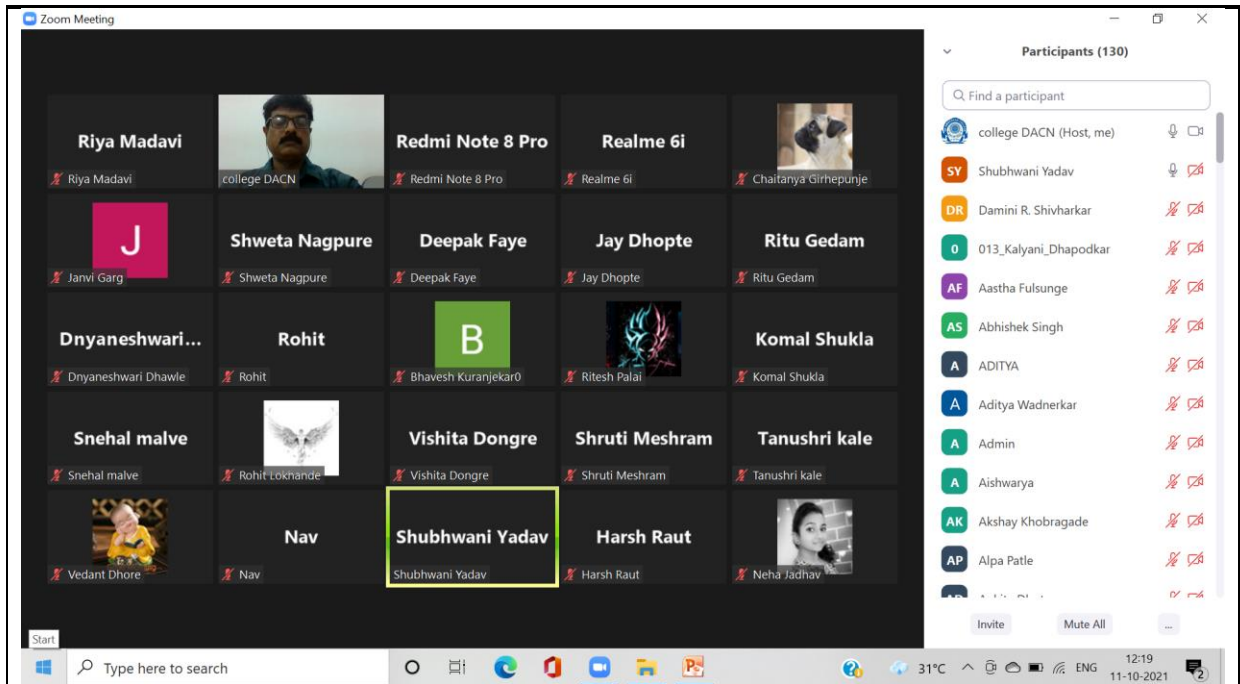 Zoom Meeting
Riya Madavi
Riya Madavi
college DACN
Redmi Note 8 Pro
Redmi Note 8 Pro
Realme 6i
Realme 6i
Chaitanya Girhepunje
J
Janvi Garg
Shweta Nagpure
Shweta Nagpure
Deepak Faye
Deepak Faye
Jay Dhopte
Jay Dhopte
Ritu Gedam
Ritu Gedam
Dnyaneshwari...
Dnyaneshwari Dhawle
Rohit
Rohit
B
Bhavesh Kuranjekar0
Ritesh Palai
Komal Shukla
Komal Shukla
Snehal malve
Snehal malve
Rohit Lokhande
Vishita Dongre
Vishita Dongre
Shruti Meshram
Shruti Meshram
Tanushri kale
Tanushri kale
Vedant Dhore
Nav
Nav
Shubhwani Yadav
Shubhwani Yadav
Harsh Raut
Harsh Raut
Neha Jadhav
Participants (130)
Find a participant
college DACN (Host, me)
SY Shubhwani Yadav
DR Damini R. Shivharkar
0 013_Kalyani_Dhapodkar
AF Aastha Fulsunge
AS Abhishek Singh
A ADITYA
A Aditya Wadnerkar
A Admin
A Aishwarya
AK Akshay Khobragade
AP Alpa Patle
Invite Mute All ...
Start
Type here to search
31°C ENG 12:19
11-10-2021 2